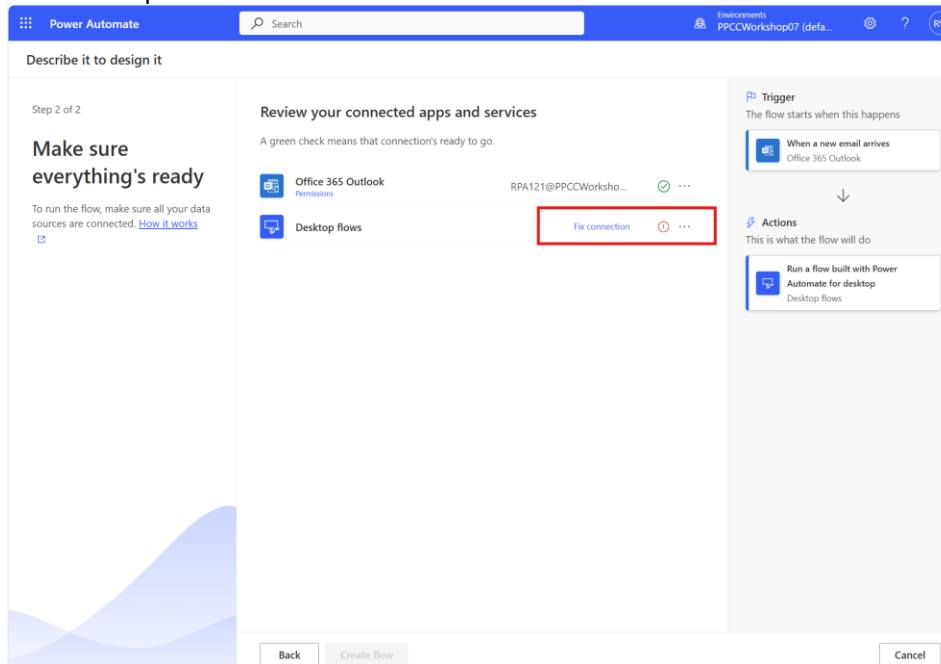 Power Automate
Search
Environments
PPCCWorkshop07 (defa...
?
Describe it to design it
Step 2 of 2
Make sure
everything's ready
To run the flow, make sure all your data
sources are connected. How it works
Review your connected apps and services
A green check means that connection's ready to go.
Office 365 Outlook
Permissions
RPA121@PPCCWorksho...
...
Desktop flows
Fix connection
...
Trigger
The flow starts when this happens
When a new email arrives
Office 365 Outlook
Actions
This is what the flow will do
Run a flow built with Power
Automate for desktop
Desktop flows
Back
Create flow
Cancel